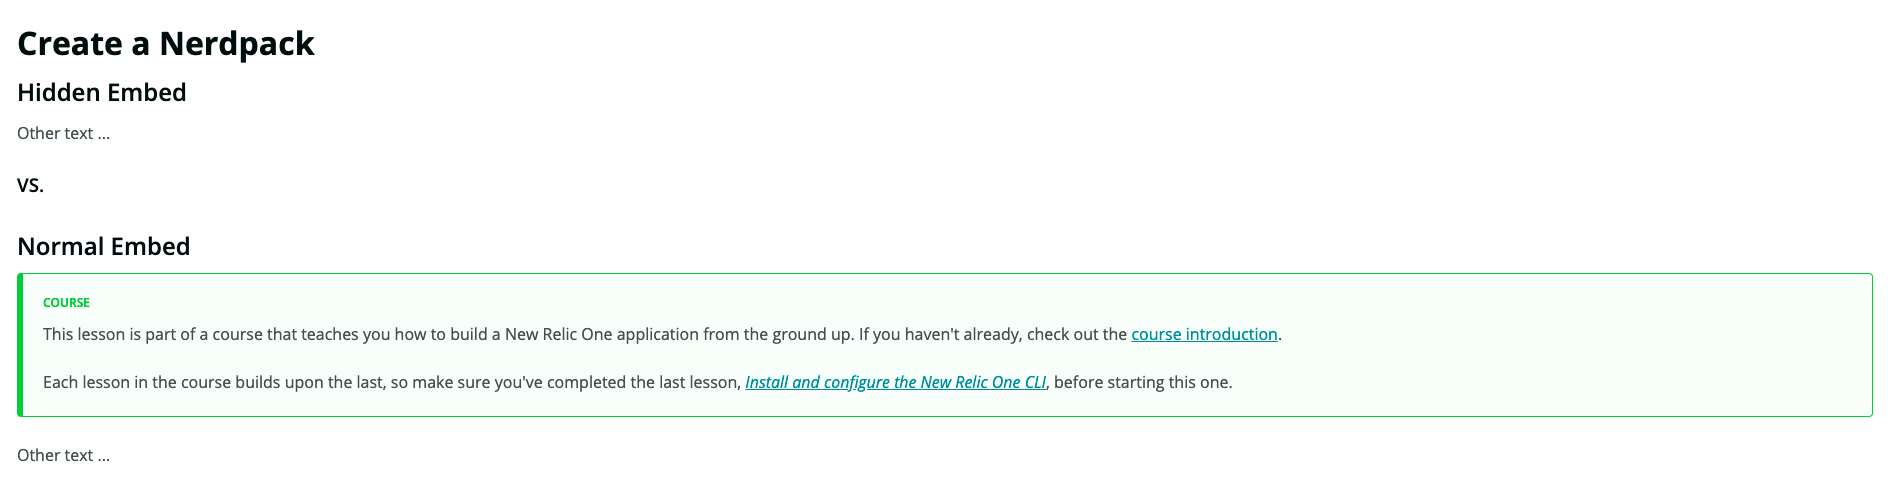 Create a Nerdpack
Hidden Embed
Other text ...
VS.
Normal Embed
COURSE
This lesson is part of a course that teaches you how to build a New Relic One application from the ground up. If you haven't already, check out the course introduction.
Each lesson in the course builds upon the last, so make sure you've completed the last lesson, Install and configure the New Relic One CLI, before starting this one.
Other text ...